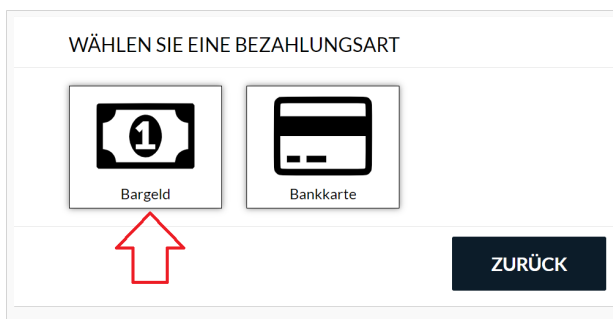 WÄHLEN SIE EINE BEZAHLUNGSART
1
Bargeld
Bankkarte
ZURÜCK